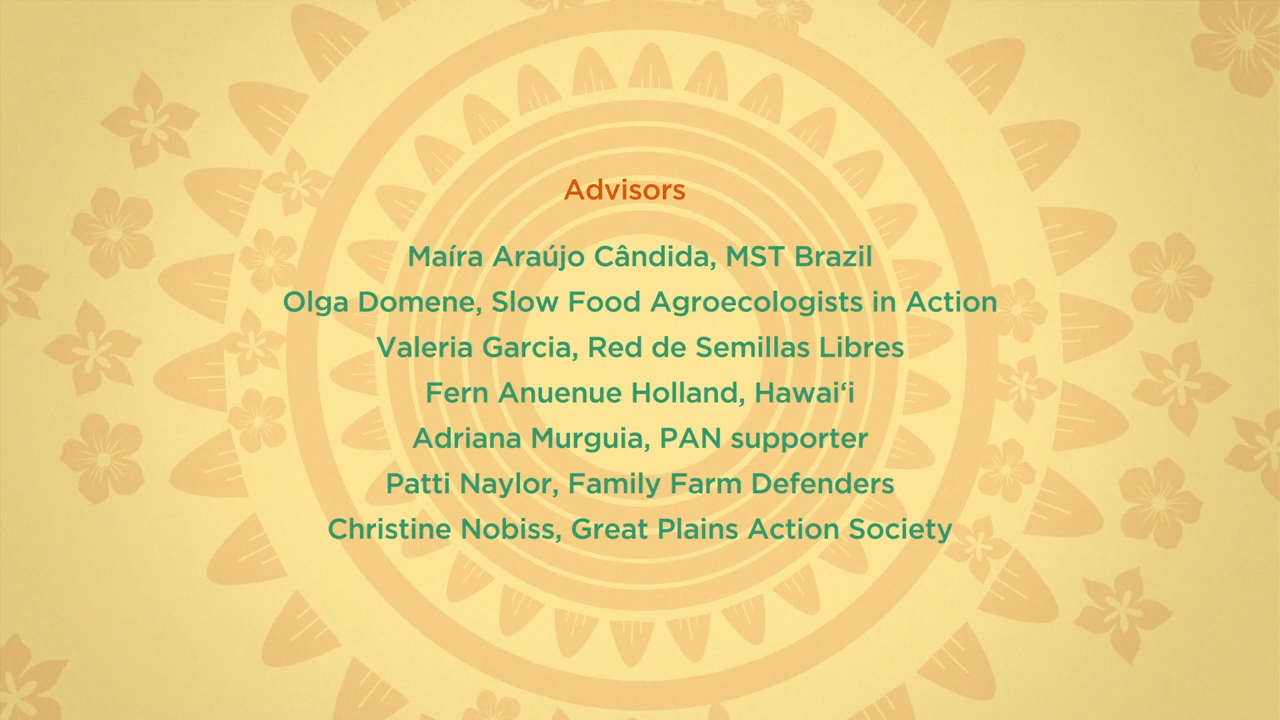 Advisors
Maíra Araújo Cândida, MST Brazil
Olga Domene, Slow Food Agroecologists in Action
Valeria Garcia, Red de Semillas Libres
Fern Anuenue Holland, Hawai‘i
Adriana Murguia, PAN supporter
Patti Naylor, Family Farm Defenders
Christine Nobiss, Great Plains Action Society